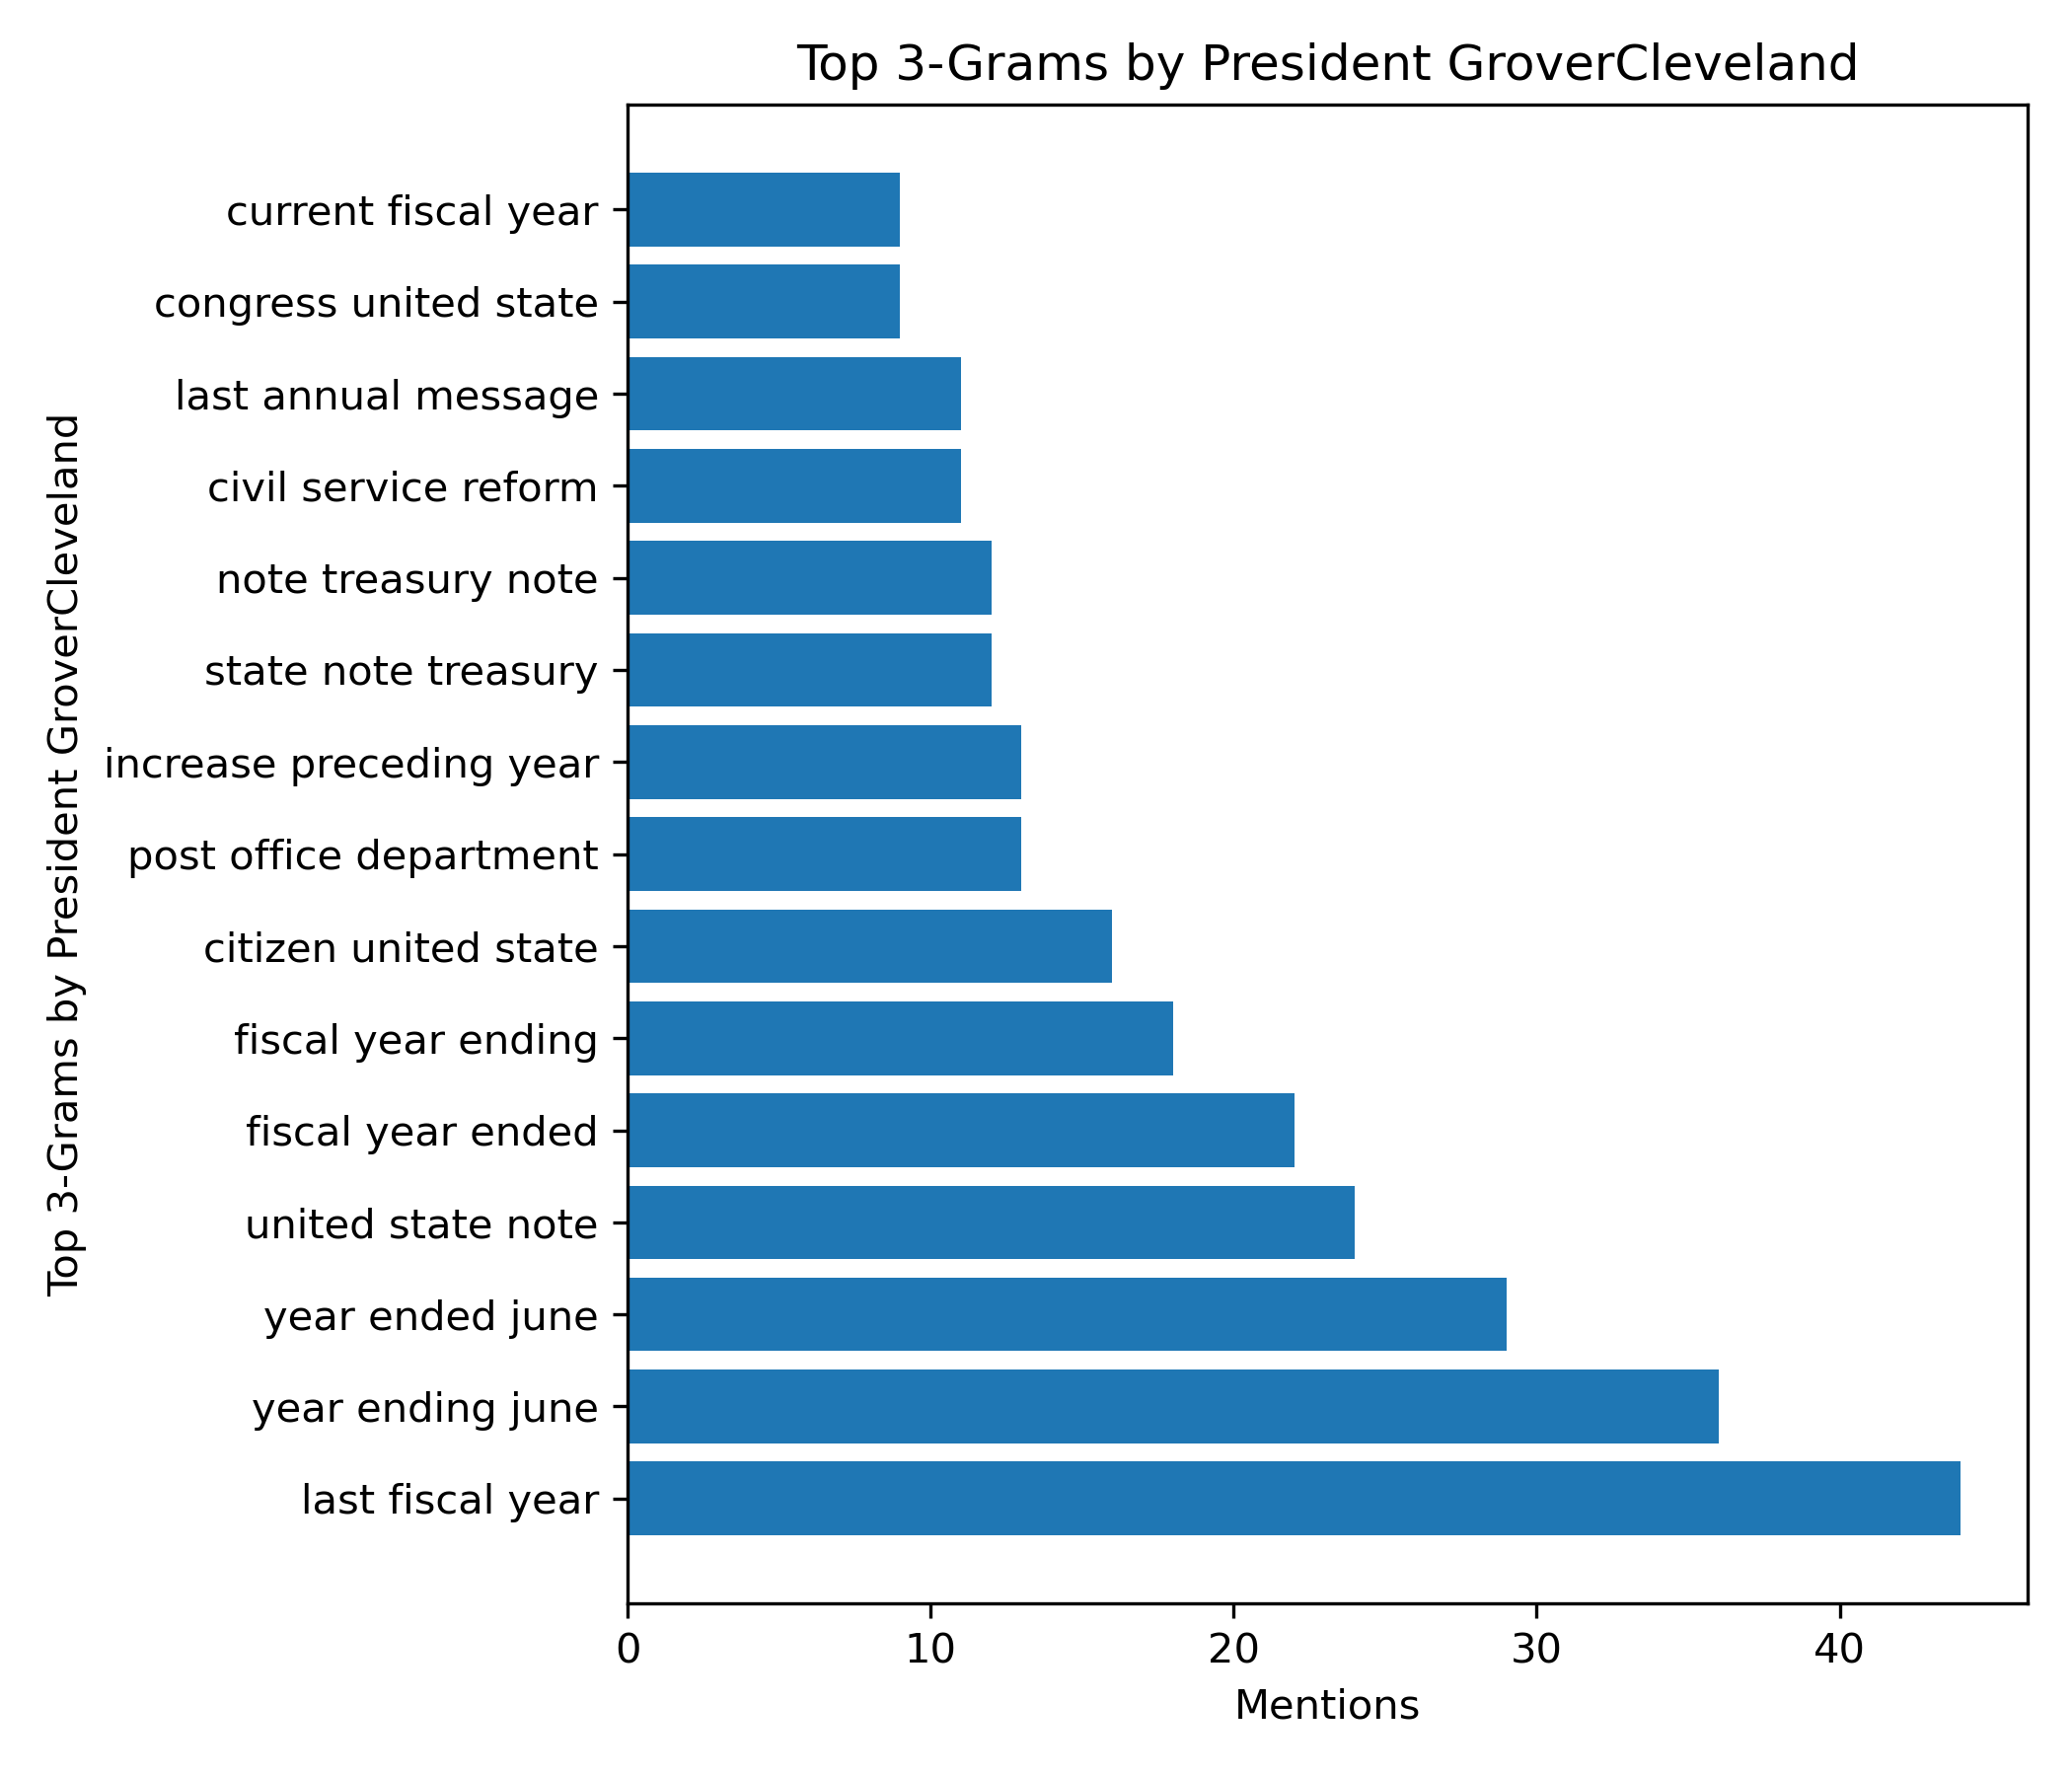 Top 3-Grams by President GroverCleveland
Top 3-Grams by President GroverCleveland
current fiscal year
congress united state
last annual message
civil service reform
note treasury note
state note treasury
increase preceding year
post office department
citizen united state
fiscal year ending
fiscal year ended
united state note
year ended june
year ending june
last fiscal year
0 10 20 30 40
Mentions